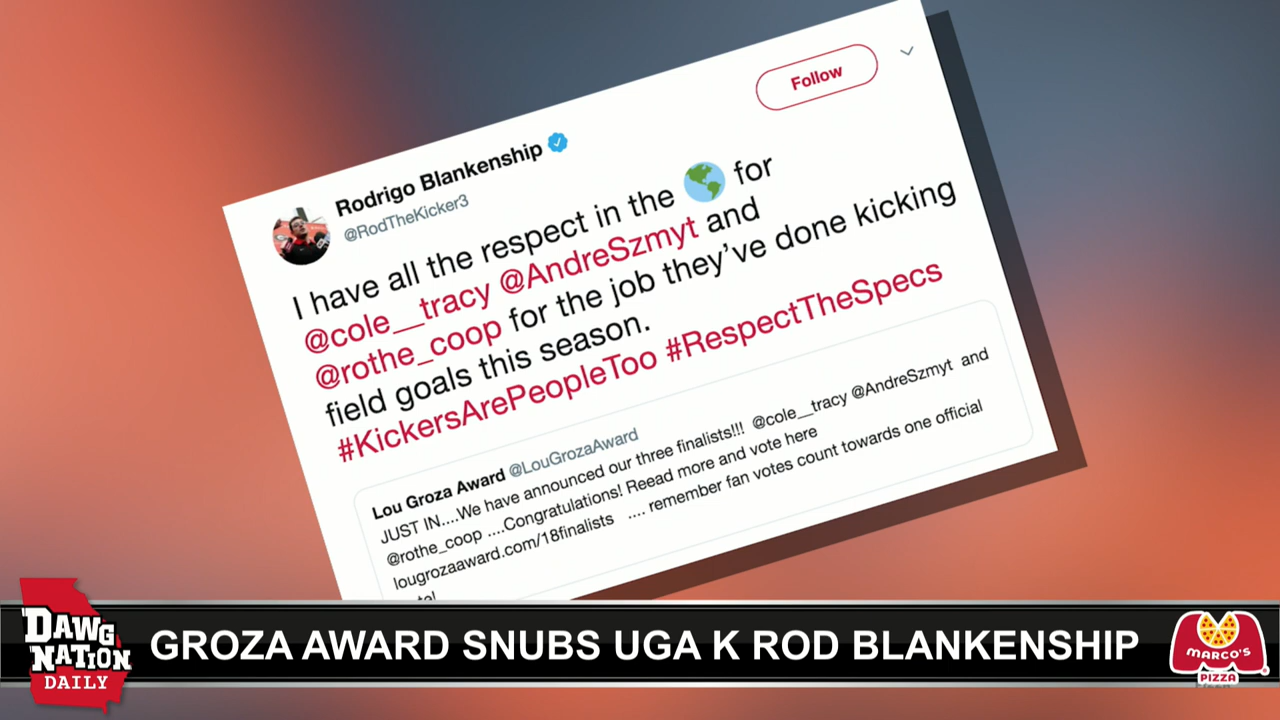 Follow
Rodrigo Blankenship
@RodTheKicker3
I have all the respect in the 🌎 for
@cole__tracy @AndreSzmyt and
@rothe_coop for the job they’ve done kicking
field goals this season.
#KickersArePeopleToo #RespectTheSpecs
Lou Groza Award @LouGrozaAward
JUST IN....We have announced our three finalists!!! @cole__tracy @AndreSzmyt and
@rothe_coop ....Congratulations! Reead more and vote here
lougrozaaward.com/18finalists .... remember fan votes count towards one official
DAWG
NATION
DAILY
GROZA AWARD SNUBS UGA K ROD BLANKENSHIP
MARCO'S
PIZZA